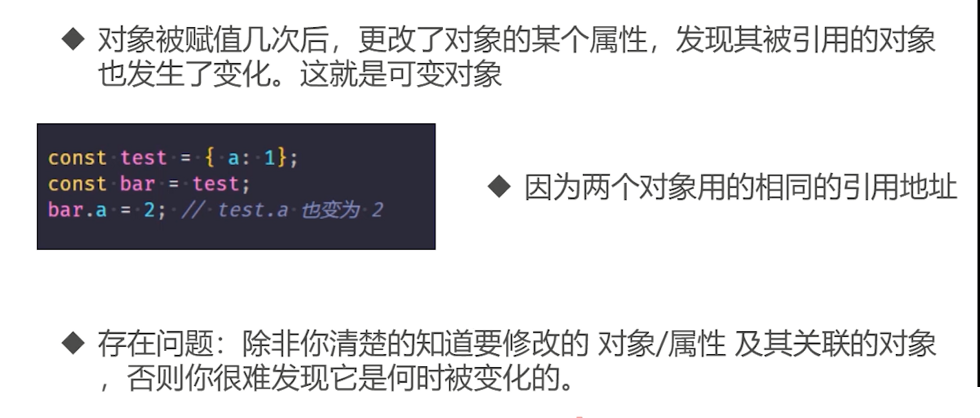 ◆ 对象被赋值几次后，更改了对象的某个属性，发现其被引用的对象
也发生了变化。这就是可变对象
const test = { a: 1};
const bar = test;
bar.a = 2; // test.a 也变为 2
◆ 因为两个对象用的相同的引用地址
◆ 存在问题：除非你清楚的知道要修改的 对象/属性 及其关联的对象
，否则你很难发现它是何时被变化的。